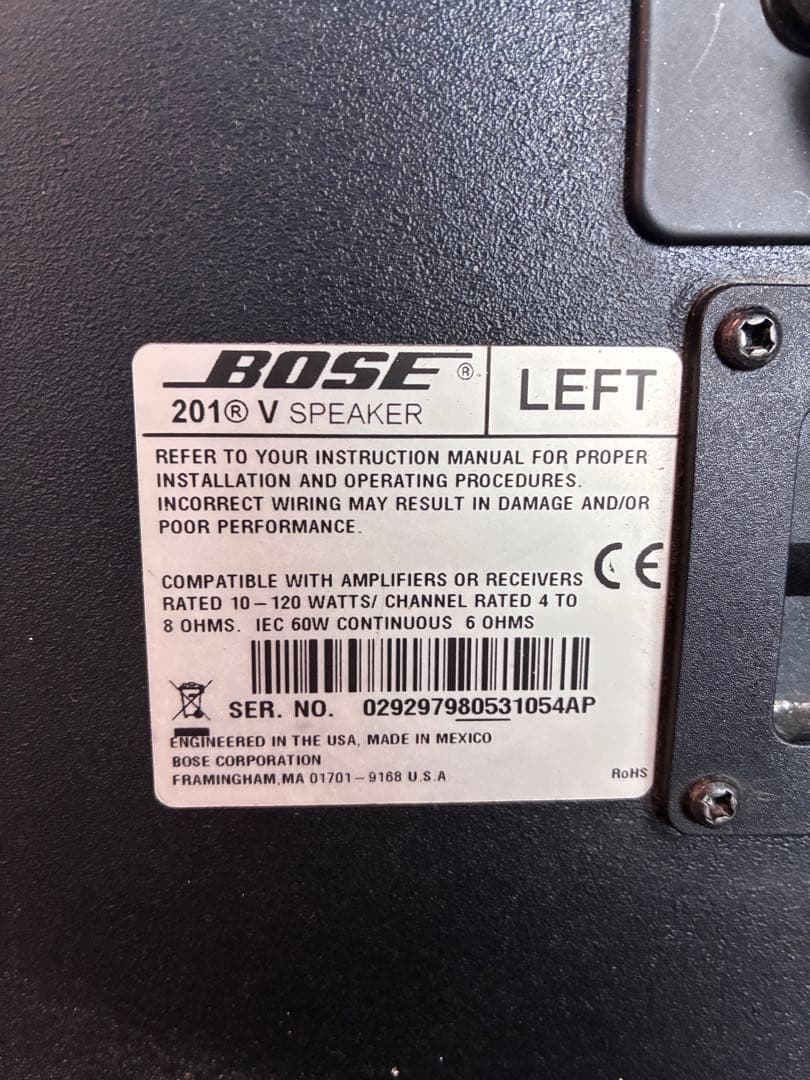 BOSE®
201® V SPEAKER
LEFT
REFER TO YOUR INSTRUCTION MANUAL FOR PROPER
INSTALLATION AND OPERATING PROCEDURES.
INCORRECT WIRING MAY RESULT IN DAMAGE AND/OR
POOR PERFORMANCE.
CE
COMPATIBLE WITH AMPLIFIERS OR RECEIVERS
RATED 10–120 WATTS/ CHANNEL RATED 4 TO
8 OHMS. IEC 60W CONTINUOUS 6 OHMS
SER. NO. 029297980531054AP
ENGINEERED IN THE USA, MADE IN MEXICO
BOSE CORPORATION
FRAMINGHAM,MA 01701–9168 U.S.A
RoHS